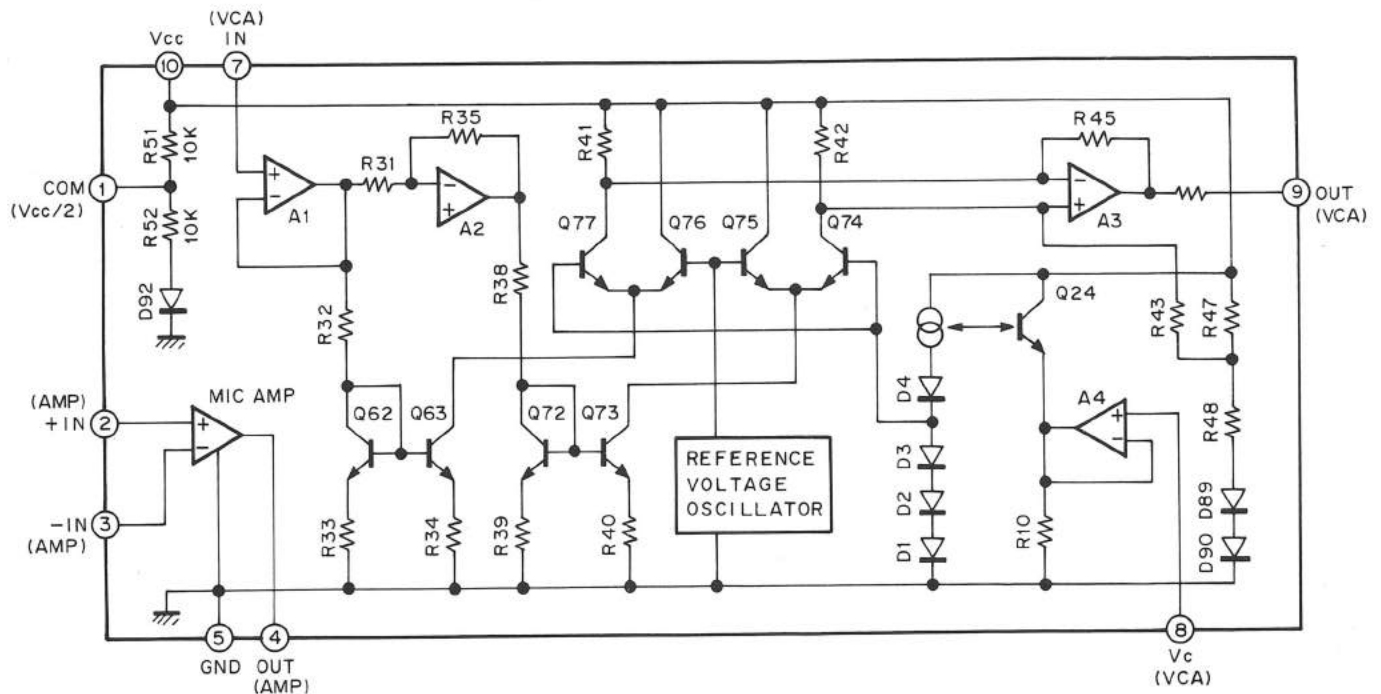 (VCA)
Vcc IN
10 7
R51
10K
COM 1
(Vcc/2)
R52
10K
D92
+
−
A1
R31
R35
−
+
A2
R32
R38
R41
R42
Q77
Q76
Q75
Q74
R45
−
+
A3
9 OUT
(VCA)
Q24
R43
R47
D4
A4
+
−
R48
MIC AMP
(AMP)
+IN 2
+
−
−IN 3
(AMP)
Q62
Q63
Q72
Q73
REFERENCE
VOLTAGE
OSCILLATOR
D3
D2
D1
R33
R34
R39
R40
R10
D89
D90
5 4
GND OUT
(AMP)
8
Vc
(VCA)